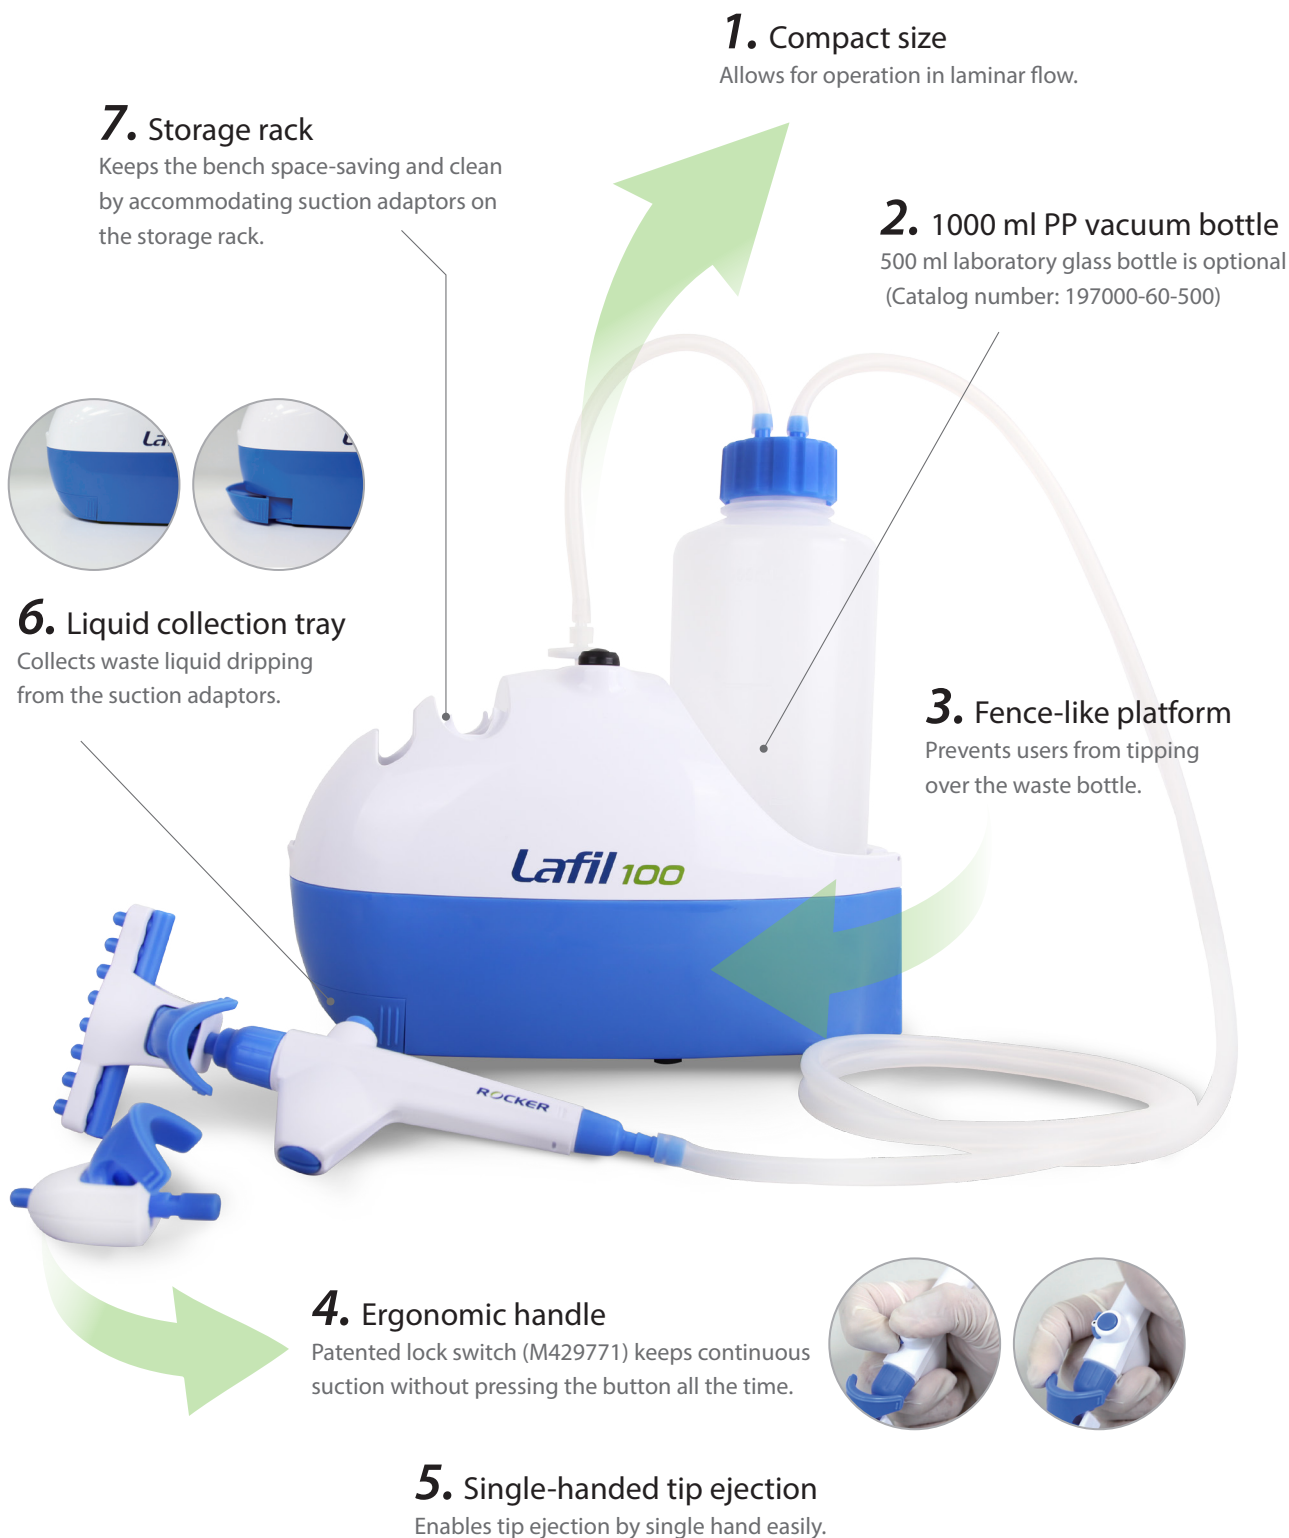 1. Compact size
Allows for operation in laminar flow.
7. Storage rack
Keeps the bench space-saving and clean
by accommodating suction adaptors on
the storage rack.
2. 1000 ml PP vacuum bottle
500 ml laboratory glass bottle is optional
(Catalog number: 197000-60-500)
La
L
6. Liquid collection tray
Collects waste liquid dripping
from the suction adaptors.
3. Fence-like platform
Prevents users from tipping
over the waste bottle.
Lafil 100
ROCKER
4. Ergonomic handle
Patented lock switch (M429771) keeps continuous
suction without pressing the button all the time.
5. Single-handed tip ejection
Enables tip ejection by single hand easily.